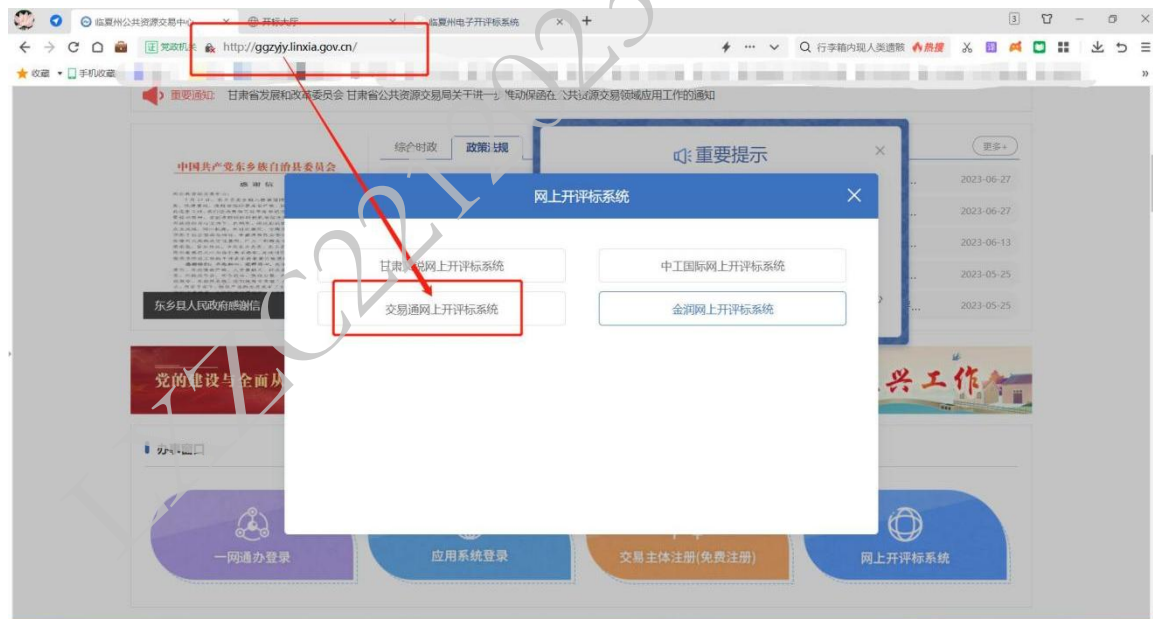 临夏州公共资源交易中心
开标大厅
临夏州电子开评标系统
3
证 党政机关 http://ggzyjy.linxia.gov.cn/
行李箱内现人类遗骸 热搜
收藏 手机收藏
重要通知: 甘肃省发展和改革委员会 甘肃省公共资源交易局关于进一步推动保函在公共资源交易领域应用工作的通知
综合时政 政策法规
重要提示
更多+
中国共产党东乡族自治县委员会
感谢信
2023-06-27
2023-06-27
2023-06-13
2023-05-25
2023-05-25
网上开评标系统
网上开评标系统
中工国际网上开评标系统
交易通网上开评标系统
金润网上开评标系统
东乡县人民政府感谢信
党的建设与全面从
兴工作
办事窗口
一网通办登录
应用系统登录
交易主体注册(免费注册)
网上开评标系统